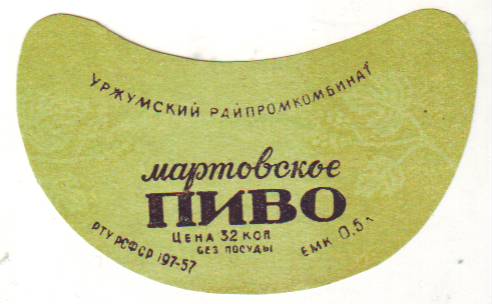 УРЖУМСКИЙ РАЙПРОМКОМБИНАТ
мартовское
ПИВО
ЦЕНА 32 КОП
БЕЗ ПОСУДЫ
РТУ РСФСР 197-57
ЕМК 0.5 л